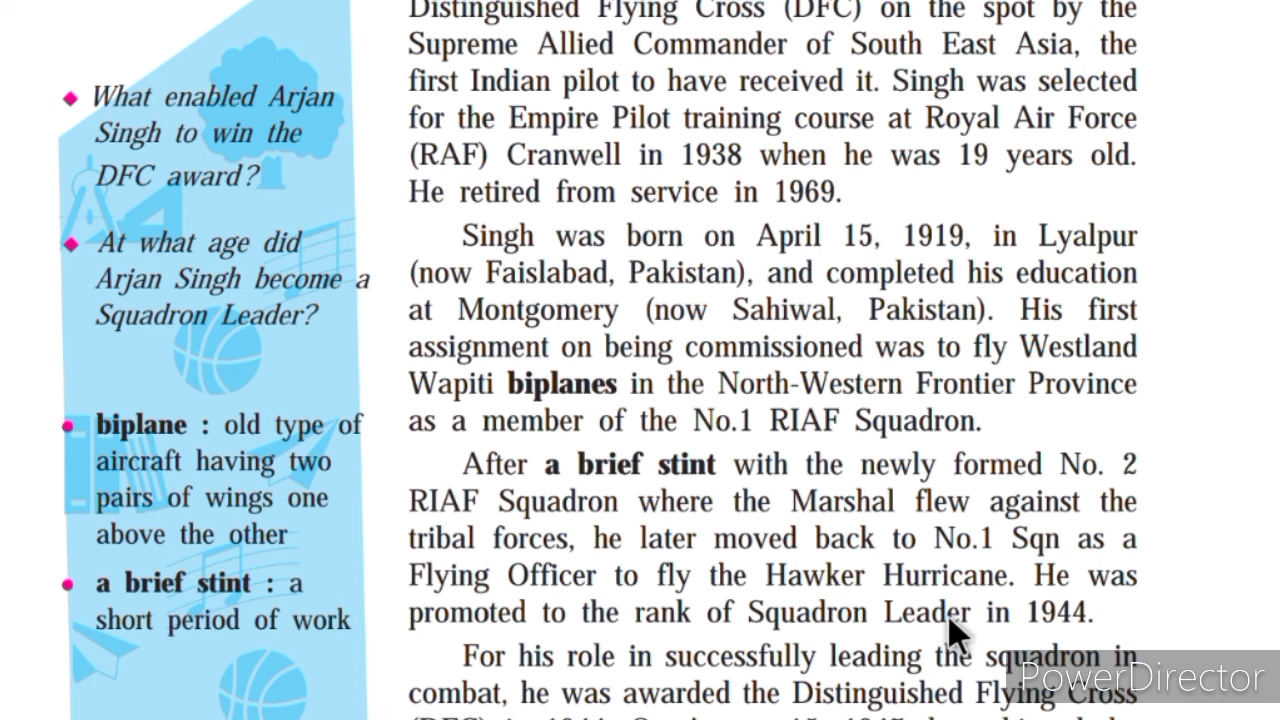 What enabled Arjan
Singh to win the
DFC award?
At what age did
Arjan Singh become a
Squadron Leader?
biplane : old type of
aircraft having two
pairs of wings one
above the other
a brief stint : a
short period of work
Distinguished Flying Cross (DFC) on the spot by the
Supreme Allied Commander of South East Asia, the
first Indian pilot to have received it. Singh was selected
for the Empire Pilot training course at Royal Air Force
(RAF) Cranwell in 1938 when he was 19 years old.
He retired from service in 1969.
Singh was born on April 15, 1919, in Lyalpur
(now Faislabad, Pakistan), and completed his education
at Montgomery (now Sahiwal, Pakistan). His first
assignment on being commissioned was to fly Westland
Wapiti biplanes in the North-Western Frontier Province
as a member of the No.1 RIAF Squadron.
After a brief stint with the newly formed No. 2
RIAF Squadron where the Marshal flew against the
tribal forces, he later moved back to No.1 Sqn as a
Flying Officer to fly the Hawker Hurricane. He was
promoted to the rank of Squadron Leader in 1944.
For his role in successfully leading the squadron in
combat, he was awarded the Distinguished Flying Cross
PowerDirector